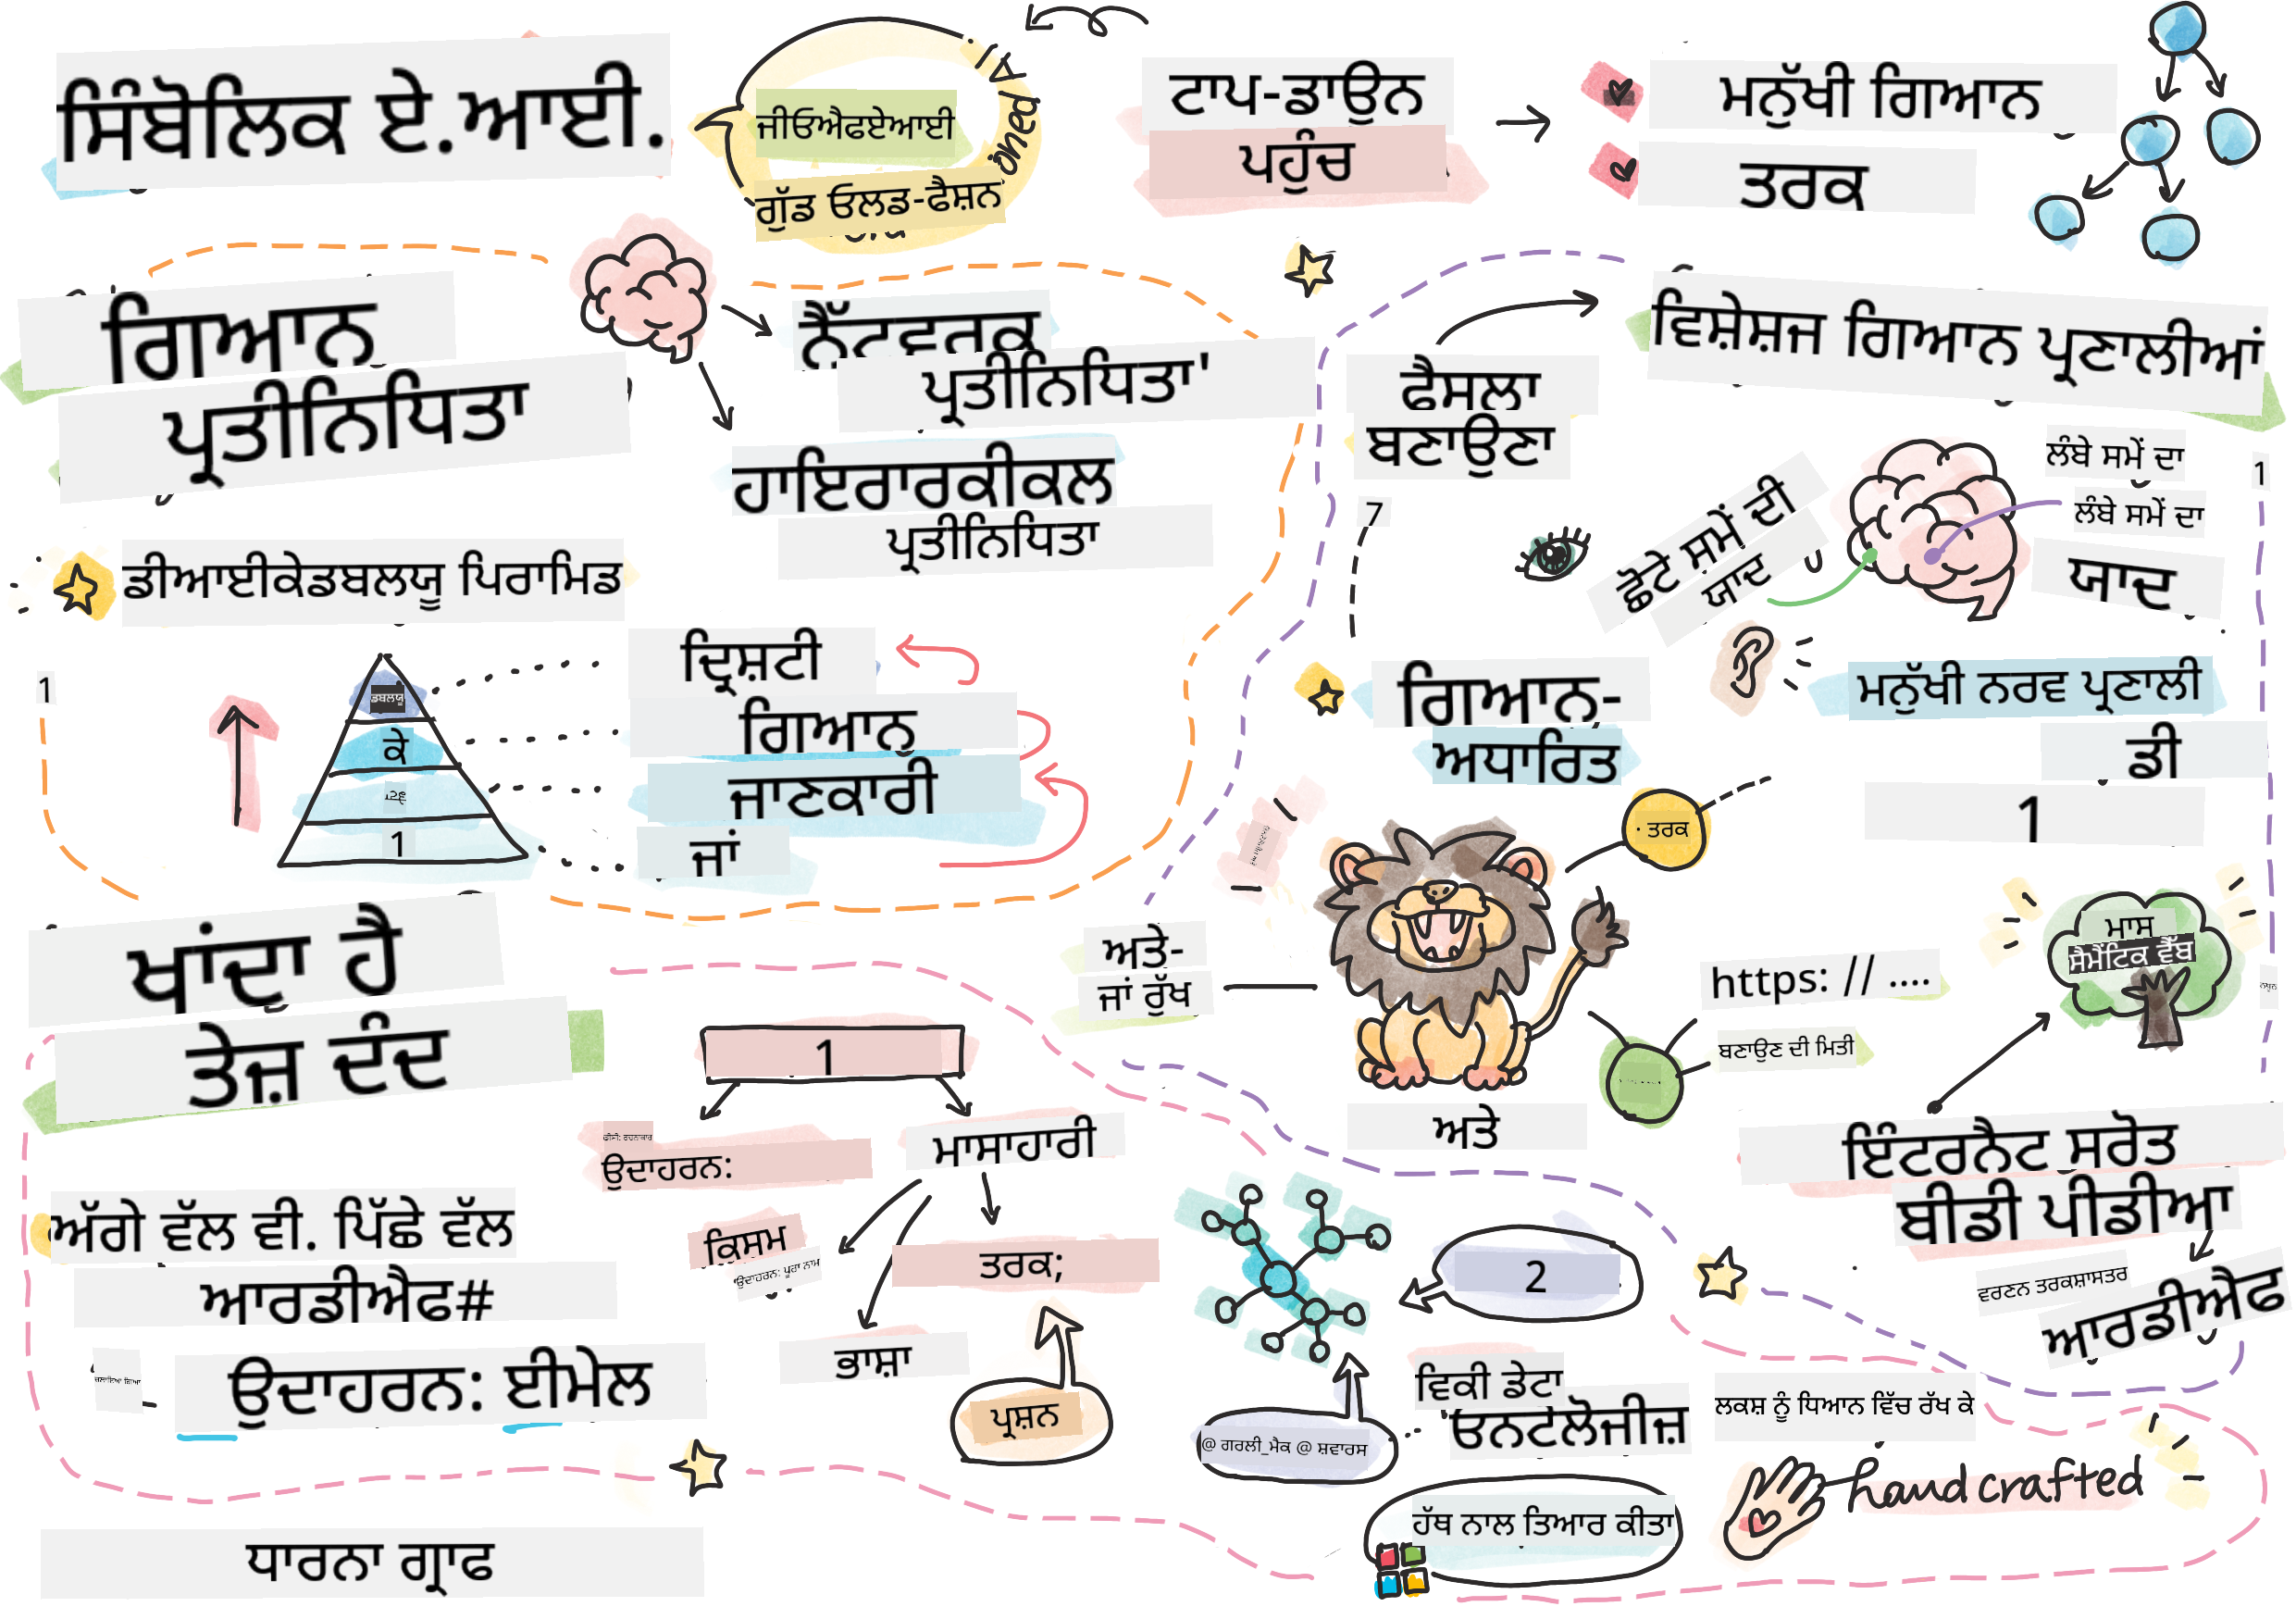 ਸਿੰਬੋਲਿਕ ਏ.ਆਈ.
ਜੀਓਐਫਏਆਈ
ਗੁੱਡ ਓਲਡ-ਫੈਸ਼ਨ
ਟਾਪ-ਡਾਉਨ
ਪਹੁੰਚ
ਮਨੁੱਖੀ ਗਿਆਨ
ਤਰਕ
ਗਿਆਨ
ਪ੍ਰਤੀਨਿਧਿਤਾ
ਨੈੱਟਵਰਕ
ਪ੍ਰਤੀਨਿਧਿਤਾ'
ਹਾਇਰਾਰਕੀਕਲ
ਪ੍ਰਤੀਨਿਧਿਤਾ
ਡੀਆਈਕੇਡਬਲਯੂ ਪਿਰਾਮਿਡ
1
ਡਬਲਯੂ
ਕੇ
1
ਦ੍ਰਿਸ਼ਟੀ
ਗਿਆਨ
ਜਾਣਕਾਰੀ
ਜਾਂ
ਫੈਸਲਾ
ਬਣਾਉਣਾ
7
ਵਿਸ਼ੇਸ਼ਜ ਗਿਆਨ ਪ੍ਰਣਾਲੀਆਂ
ਛੋਟੇ ਸਮੇਂ ਦੀ
ਯਾਦ
ਲੰਬੇ ਸਮੇਂ ਦਾ
ਲੰਬੇ ਸਮੇਂ ਦਾ
ਯਾਦ
1
ਗਿਆਨ-
ਅਧਾਰਿਤ
ਮਨੁੱਖੀ ਨਰਵ ਪ੍ਰਣਾਲੀ
ਡੀ
1
· ਤਰਕ
ਅਤੇ-
ਜਾਂ ਰੁੱਖ
https: // ....
ਬਣਾਉਣ ਦੀ ਮਿਤੀ
ਮਾਸ
ਸੈਮੈਂਟਿਕ ਵੈੱਬ
ਅਤੇ
ਇੰਟਰਨੈਟ ਸਰੋਤ
ਬੀਡੀ ਪੀਡੀਆ
ਵਰਣਨ ਤਰਕਸ਼ਾਸਤਰ
ਆਰਡੀਐਫ
ਖਾਂਦਾ ਹੈ
ਤੇਜ਼ ਦੰਦ
1
ਉਦਾਹਰਨ:
ਮਾਸਾਹਾਰੀ
ਕਿਸਮ
'ਉਦਾਹਰਨ: ਪੂਰਾ ਨਾਮ
ਤਰਕ;
ਭਾਸ਼ਾ
ਪ੍ਰਸ਼ਨ
ਅੱਗੇ ਵੱਲ ਵੀ. ਪਿੱਛੇ ਵੱਲ
ਆਰਡੀਐਫ#
ਉਦਾਹਰਨ: ਈਮੇਲ
2
@ ਗਰਲੀ_ਮੈਕ @ ਸ਼ਵਾਰਸ
ਵਿਕੀ ਡੇਟਾ
ਓਨਟੋਲੋਜੀਜ਼
ਲਕਸ਼ ਨੂੰ ਧਿਆਨ ਵਿੱਚ ਰੱਖ ਕੇ
ਹੱਥ ਨਾਲ ਤਿਆਰ ਕੀਤਾ
handcrafted
ਧਾਰਨਾ ਗ੍ਰਾਫ